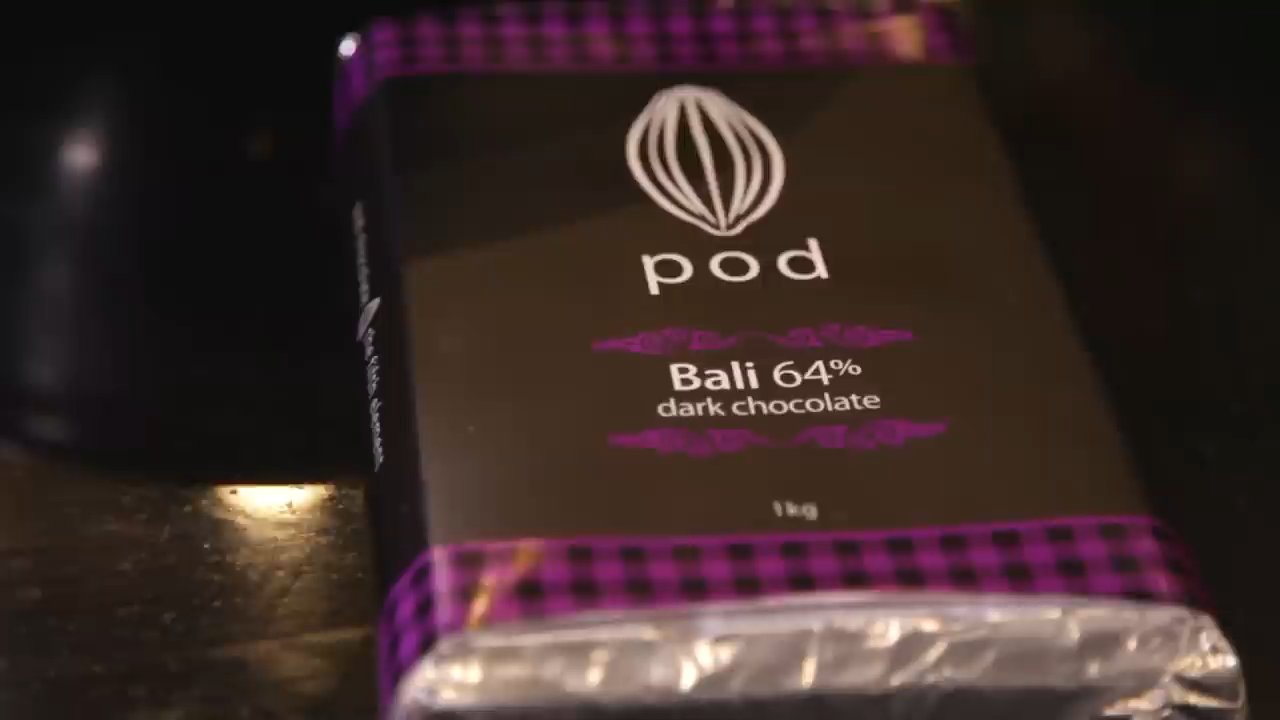 pod
Bali 64%
dark chocolate
1kg